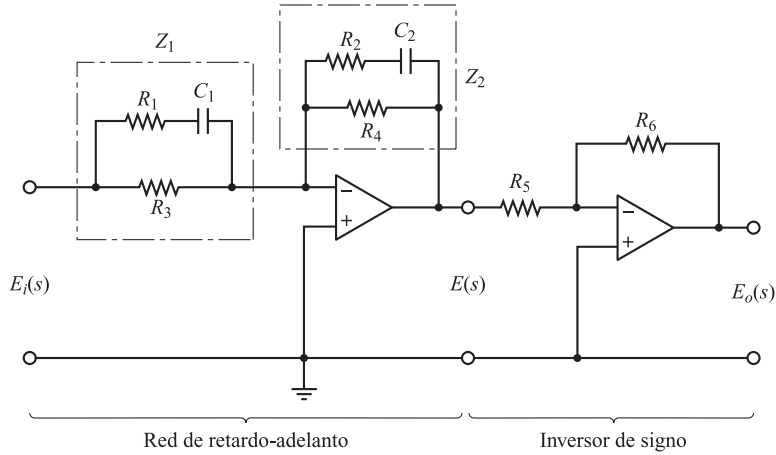 Z1
R1
C1
R3
R2
C2
Z2
R4
R5
R6
−
+
−
+
Ei(s)
E(s)
Eo(s)
Red de retardo-adelanto
Inversor de signo